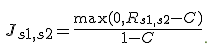 J_{s1,s2} = \frac{\max(0, R_{s1,s2} - C)}{1 - C}.